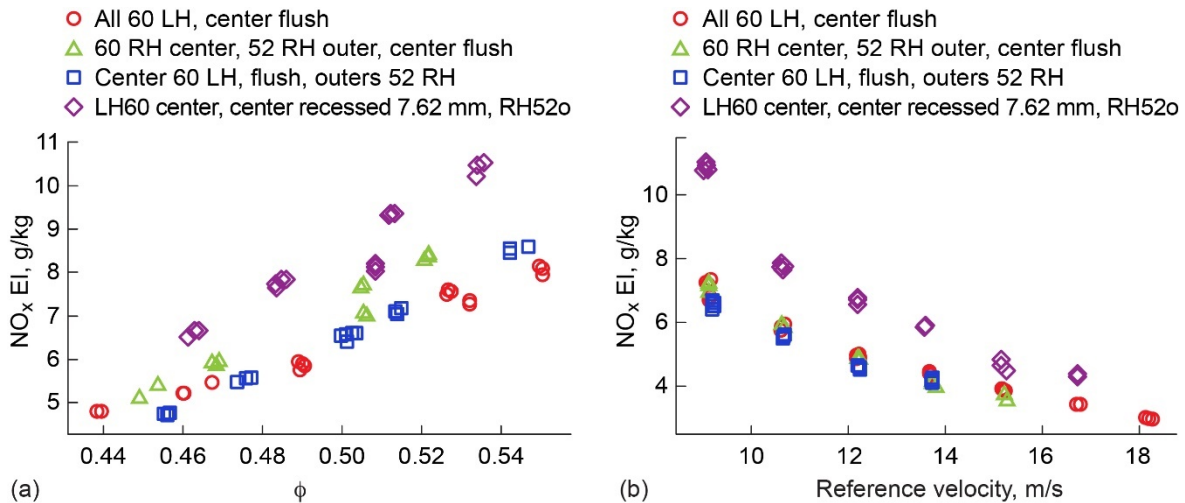 All 60 LH, center flush
60 RH center, 52 RH outer, center flush
Center 60 LH, flush, outers 52 RH
LH60 center, center recessed 7.62 mm, RH52o
11
10
9
8
7
6
5
NOx EI, g/kg
0.44 0.46 0.48 0.50 0.52 0.54
(a) ϕ
All 60 LH, center flush
60 RH center, 52 RH outer, center flush
Center 60 LH, flush, outers 52 RH
LH60 center, center recessed 7.62 mm, RH52o
10
8
6
4
NOx EI, g/kg
10 12 14 16 18
(b) Reference velocity, m/s